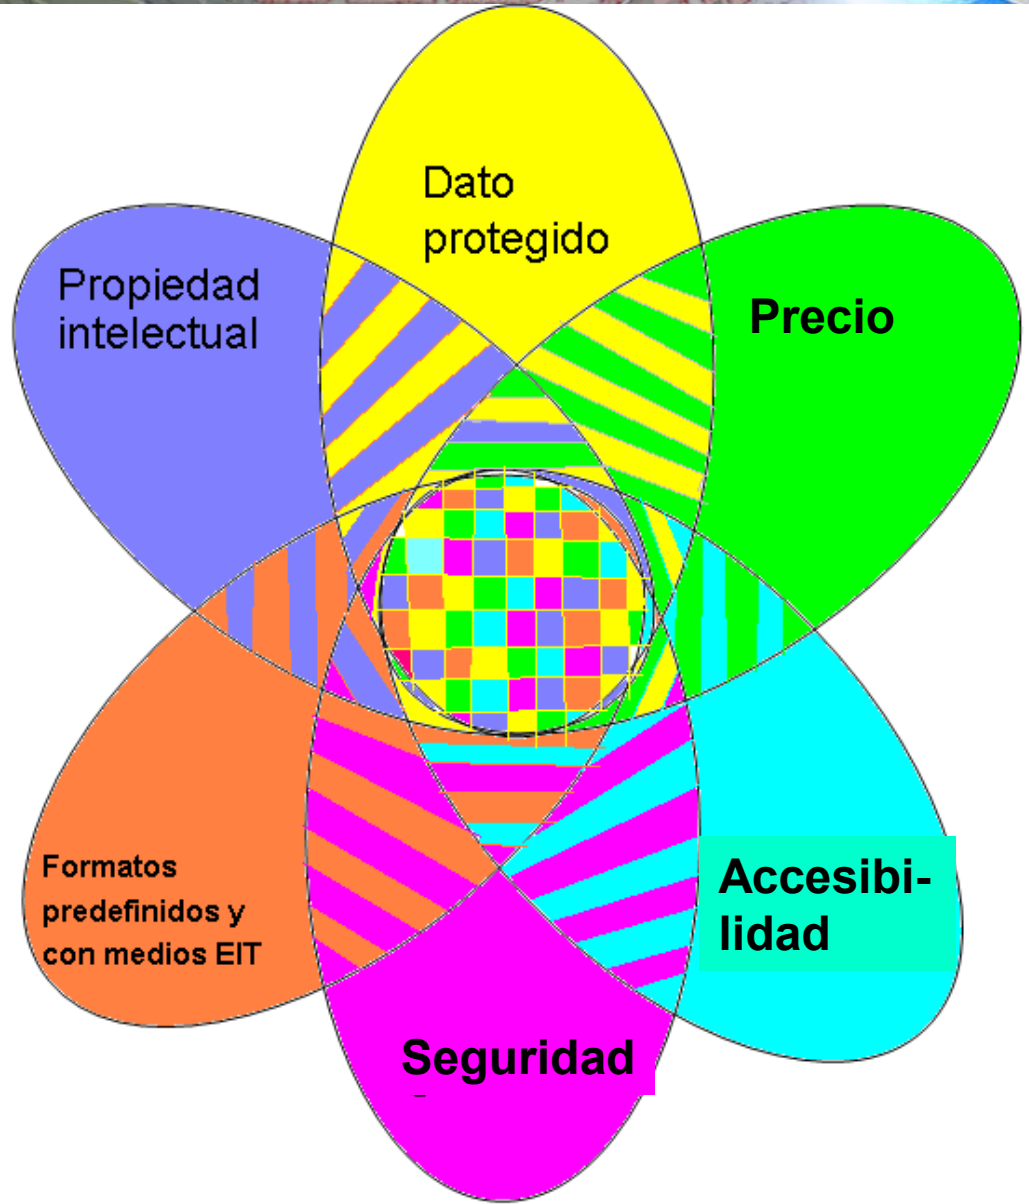 Dato
protegido
Propiedad
intelectual
Precio
Formatos
predefinidos y
con medios EIT
Accesibi-
lidad
Seguridad